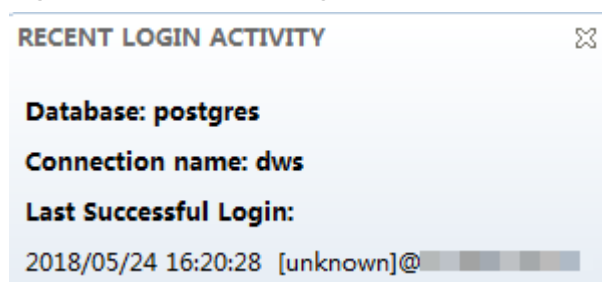 RECENT LOGIN ACTIVITY
Database: postgres
Connection name: dws
Last Successful Login:
2018/05/24 16:20:28 [unknown]@